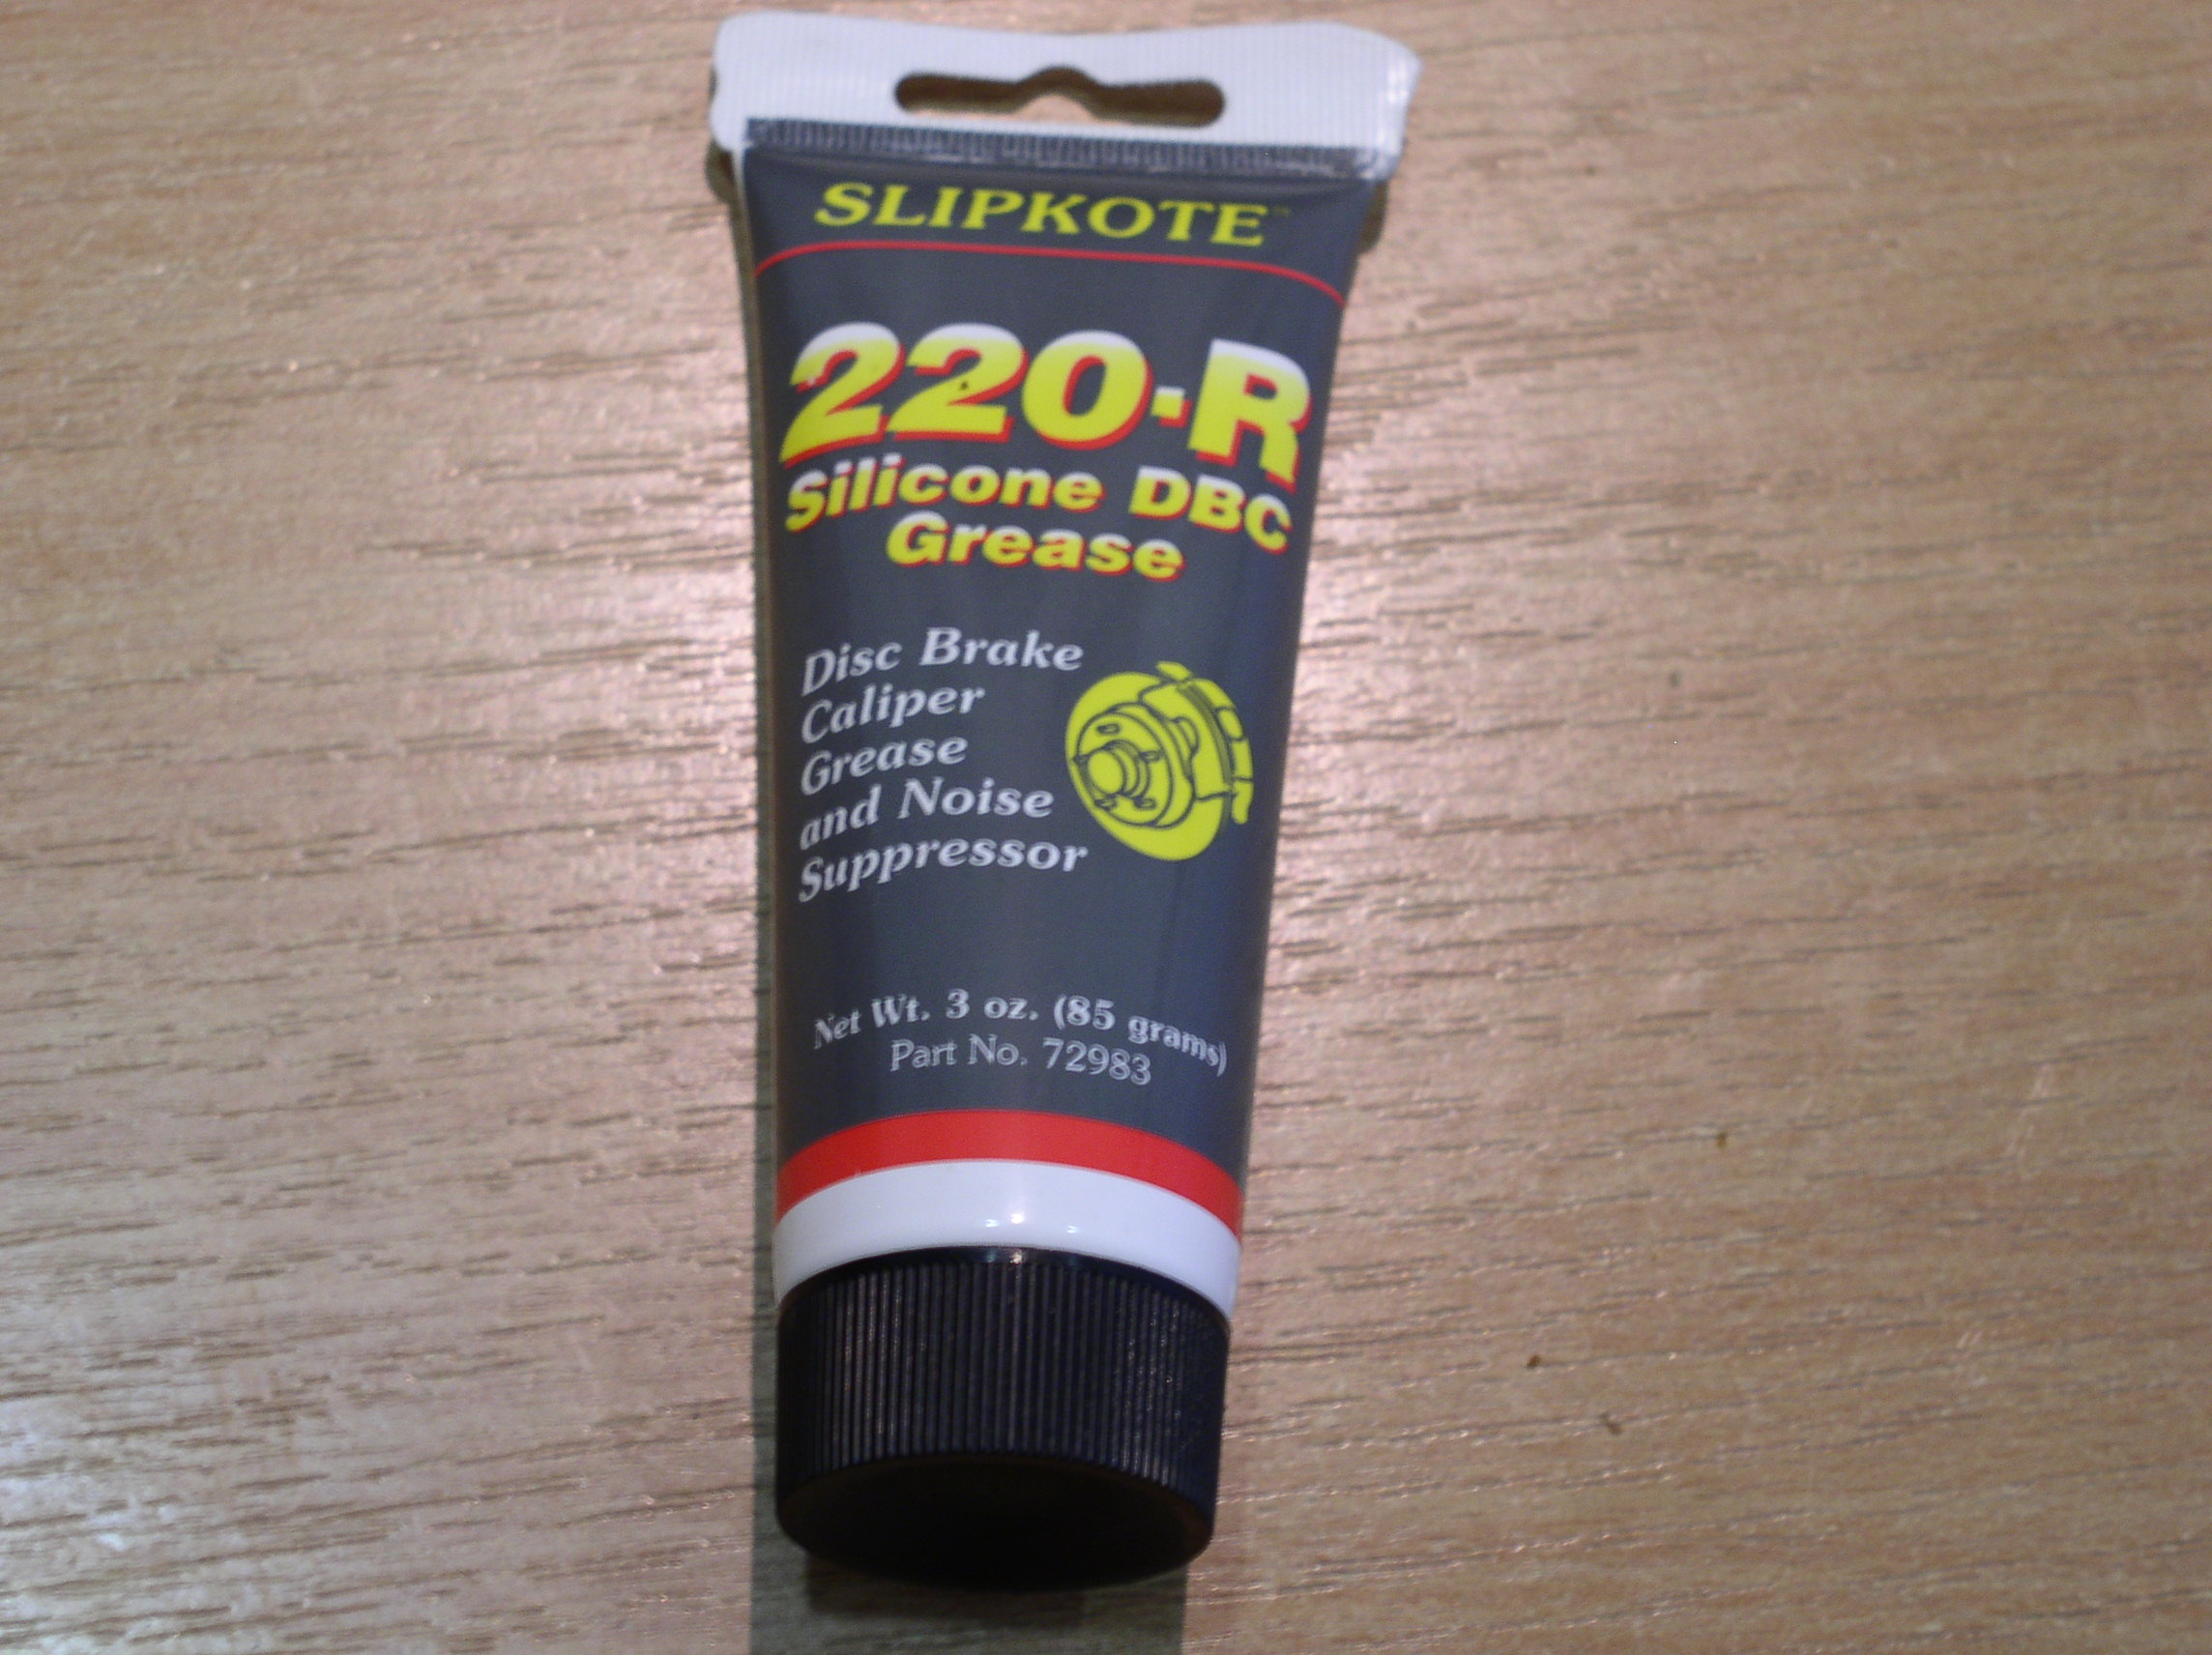 SLIPKOTE™
220-R
Silicone DBC
Grease
Disc Brake
Caliper
Grease
and Noise
Suppressor
Net Wt. 3 oz. (85 grams)
Part No. 72983